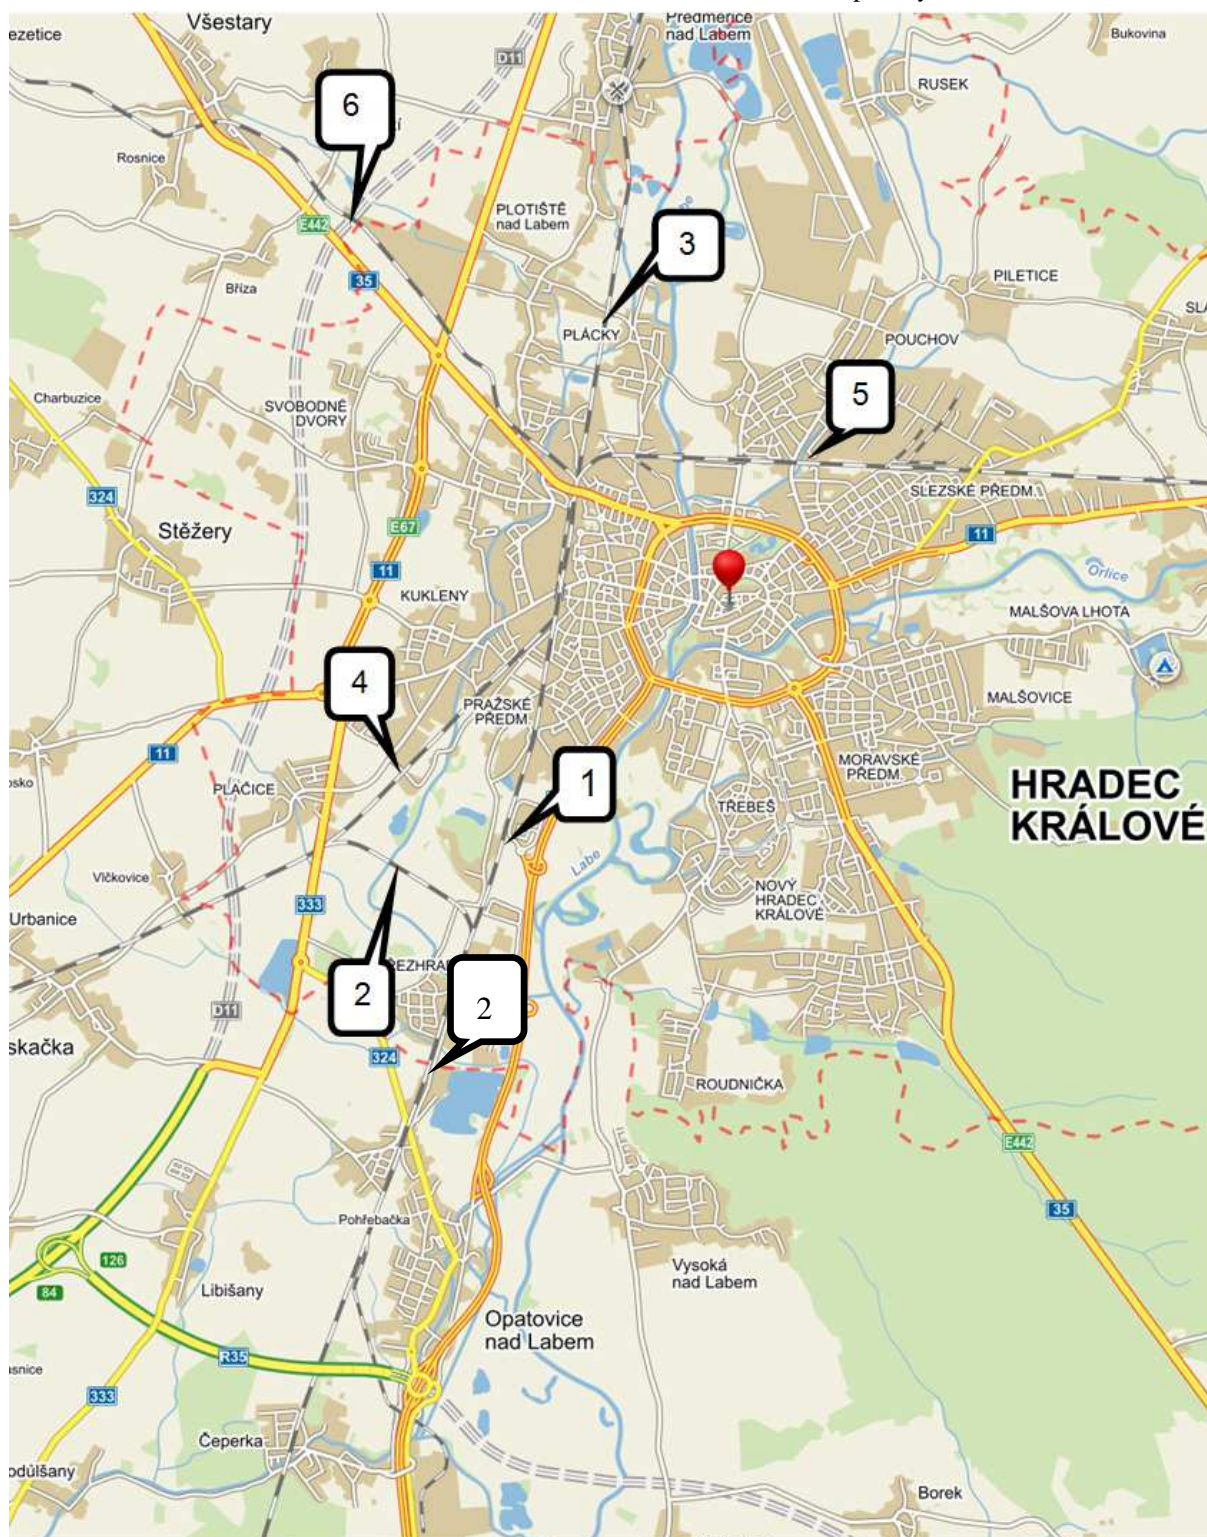 Všestary
Předměřice
nad Labem
Bukovina
D11
RUSEK
6
Rosnice
PLOTIŠTĚ
nad Labem
E442
3
35
PILETICE
Bříza
PLÁCKY
POUCHOV
5
Charbuzice
SVOBODNÉ
DVORY
324
SLEZSKÉ PŘEDM.
Stěžery
E67
11
11
Orlice
KUKLENY
MALŠOVA LHOTA
4
PRAŽSKÉ
PŘEDM.
MALŠOVICE
11
MORAVSKÉ
PŘEDM.
1
PLAČICE
HRADEC
KRÁLOVÉ
TŘEBEŠ
Labe
Vlčkovice
NOVÝ
HRADEC
KRÁLOVÉ
333
Urbanice
2
2
D11
skačka
324
ROUDNIČKA
E442
35
Pohřebačka
126
84
Libišany
Vysoká
nad Labem
Opatovice
nad Labem
R35
asnice
333
Čeperka
odůlšany
Borek